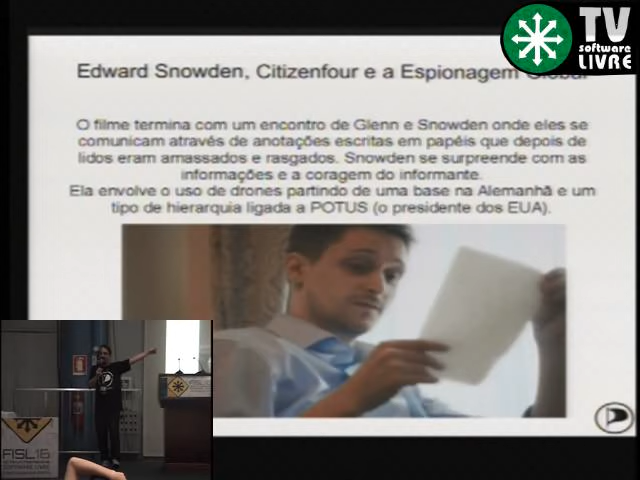 TV
software
LIVRE
Edward Snowden, Citizenfour e a Espionagem Global
O filme termina com um encontro de Glenn e Snowden onde eles se
comunicam através de anotações escritas em papéis que depois de
lidos eram amassados e rasgados. Snowden se surpreende com as
informações e a coragem do informante.
Ela envolve o uso de drones partindo de uma base na Alemanhã e um
tipo de hierarquia ligada a POTUS (o presidente dos EUA).
FISL16
SOFTWARE LIVRE